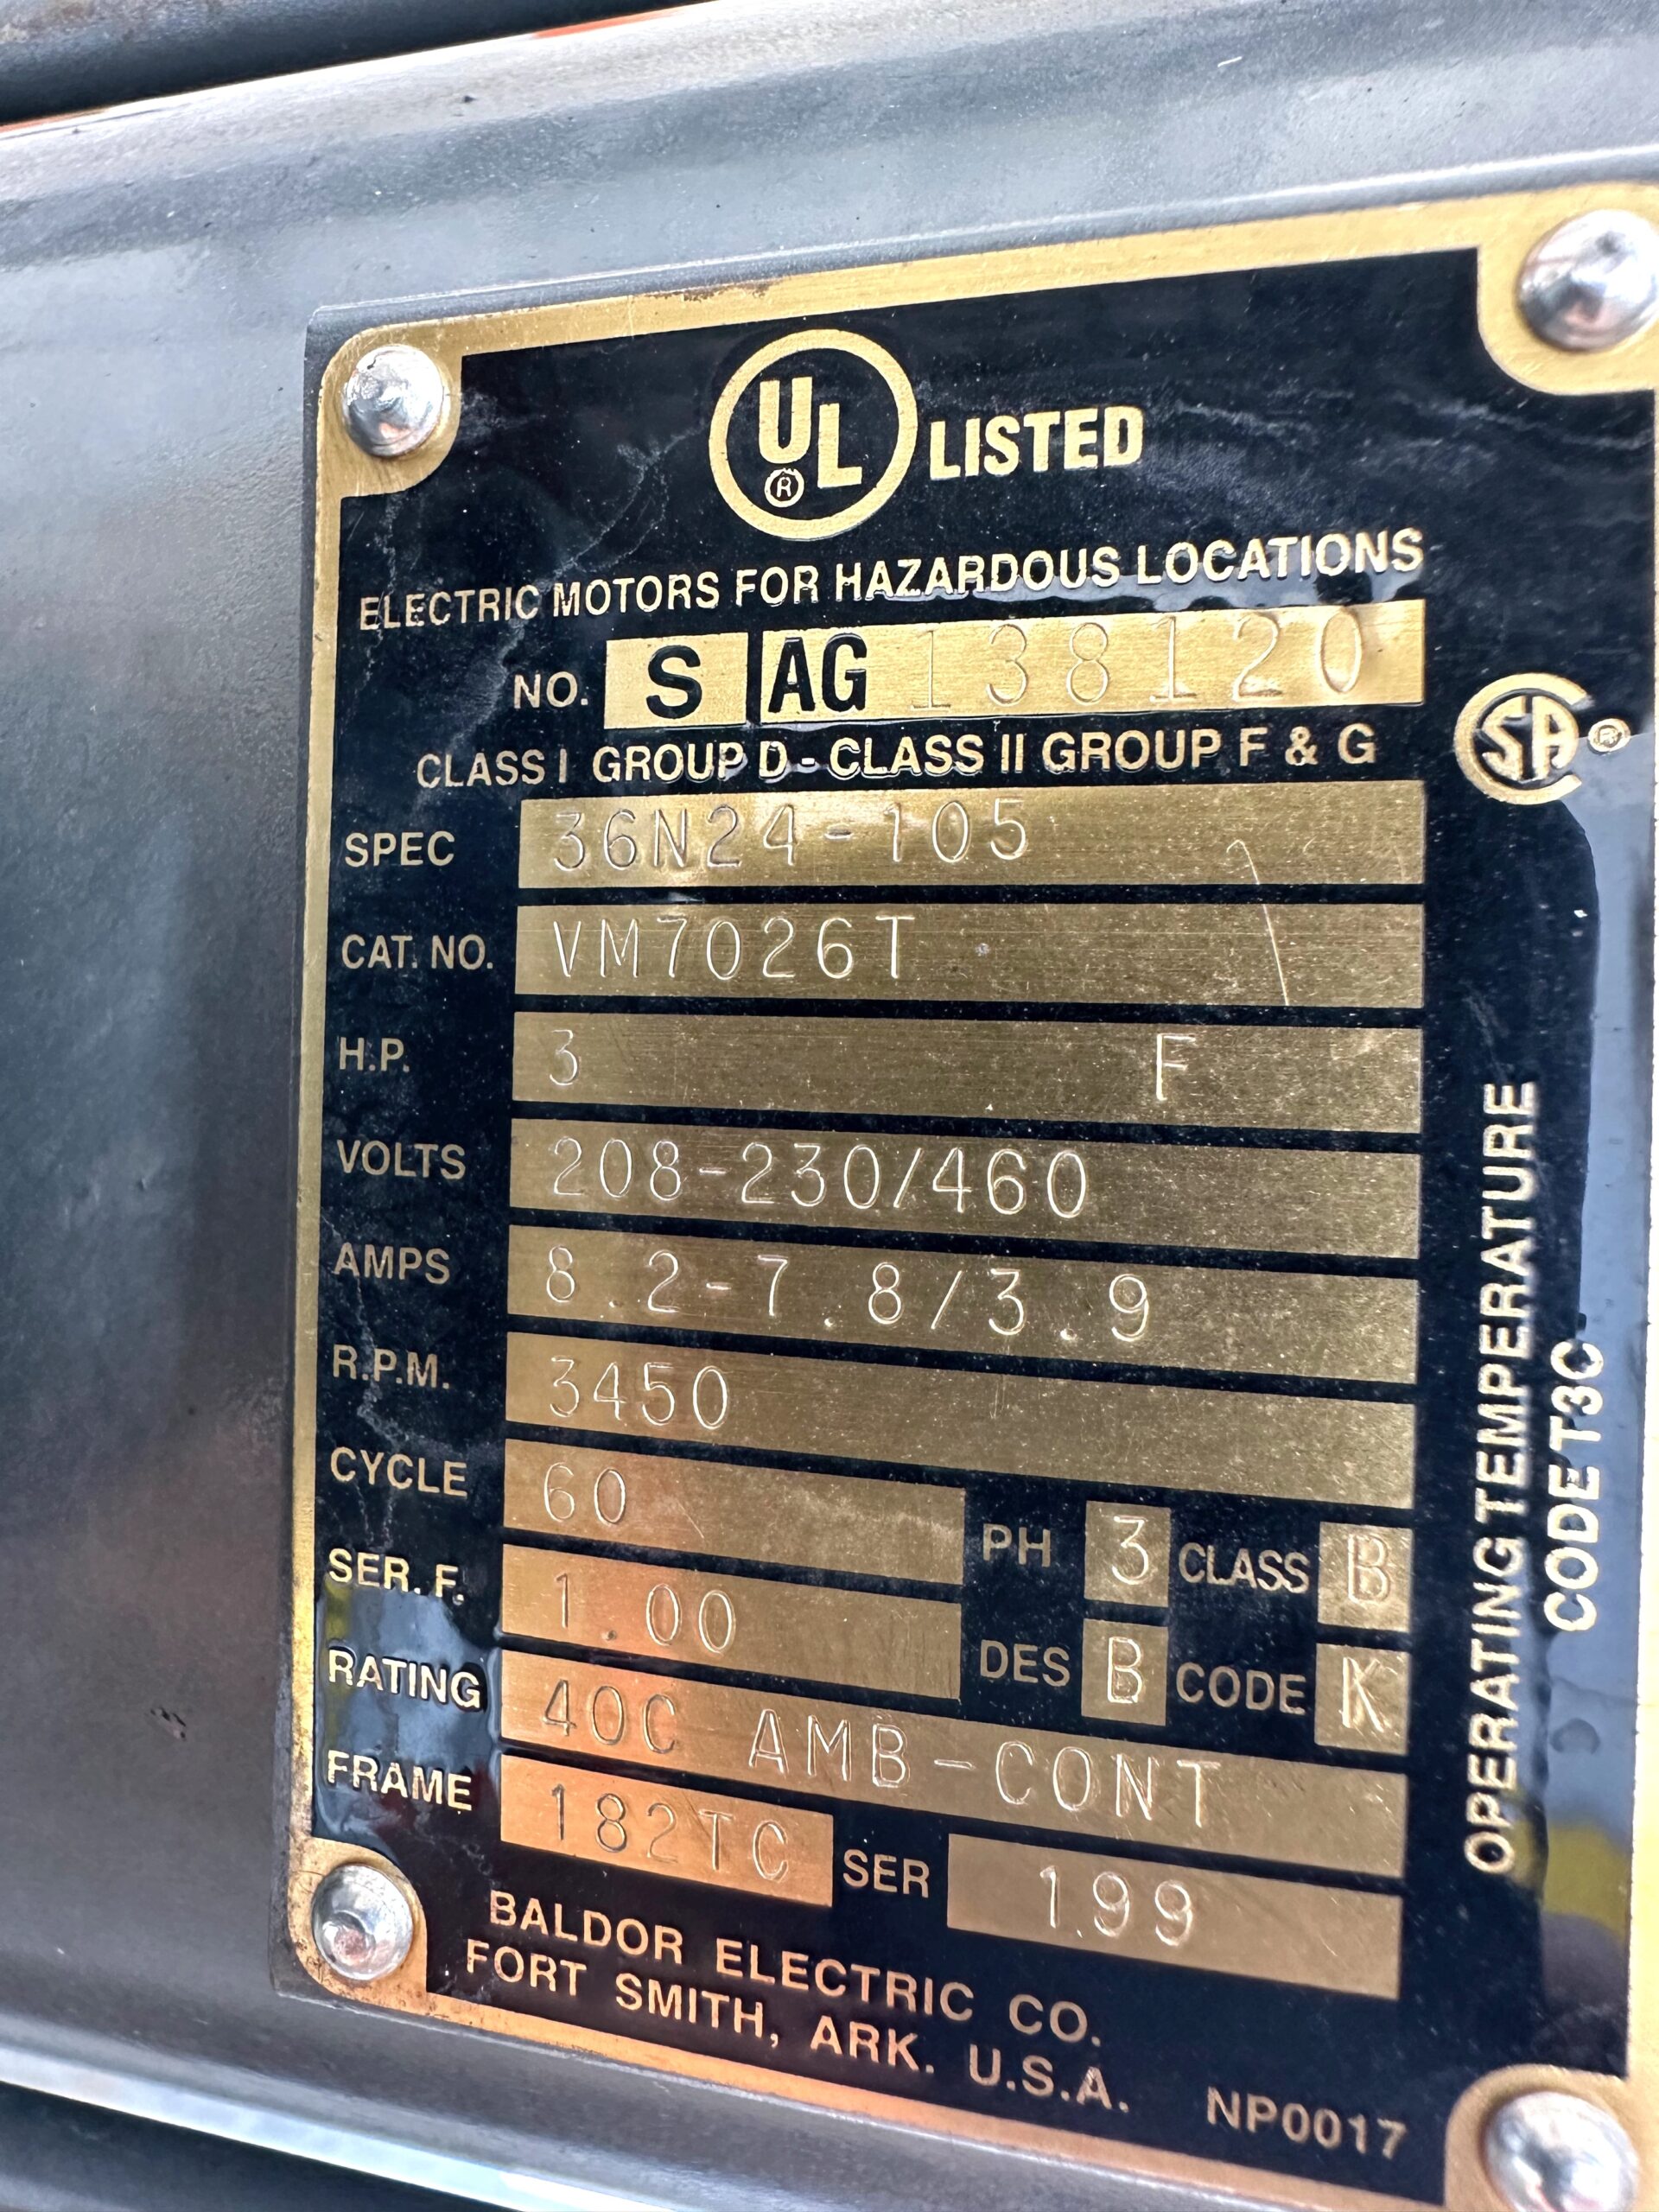 UL® LISTED
ELECTRIC MOTORS FOR HAZARDOUS LOCATIONS
NO. S AG 138120
CLASS I GROUP D - CLASS II GROUP F & G
SA ®
SPEC 36N24-105
CAT. NO. VM7026T
H.P. 3 F
VOLTS 208-230/460
AMPS 8.2-7.8/3.9
R.P.M. 3450
CYCLE 60 PH 3 CLASS B
SER. F. 1.00 DES B CODE K
RATING 40C AMB-CONT
FRAME 182TC SER 199
BALDOR ELECTRIC CO.
FORT SMITH, ARK. U.S.A. NP0017
OPERATING TEMPERATURE
CODE T3C